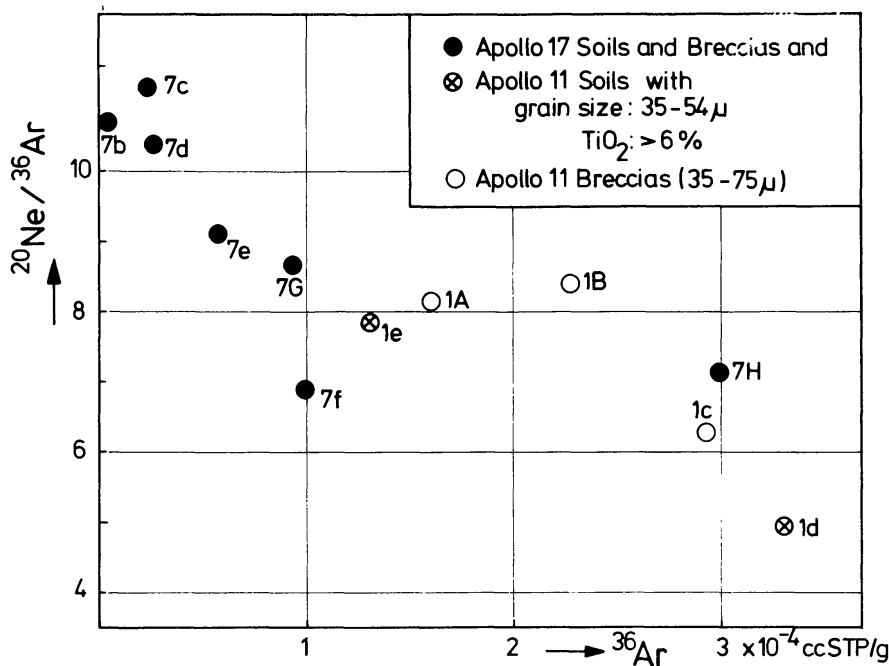 ● Apollo 17 Soils and Breccias and
⊗ Apollo 11 Soils with
grain size: 35-54μ
TiO₂: >6%
○ Apollo 11 Breccias (35-75μ)
7c
7b
7d
10
²⁰Ne/³⁶Ar
7e
7G
8
1A
1B
1e
7f
7H
1c
6
1d
4
1
2
→ ³⁶Ar
3 x10⁻⁴ccSTP/g